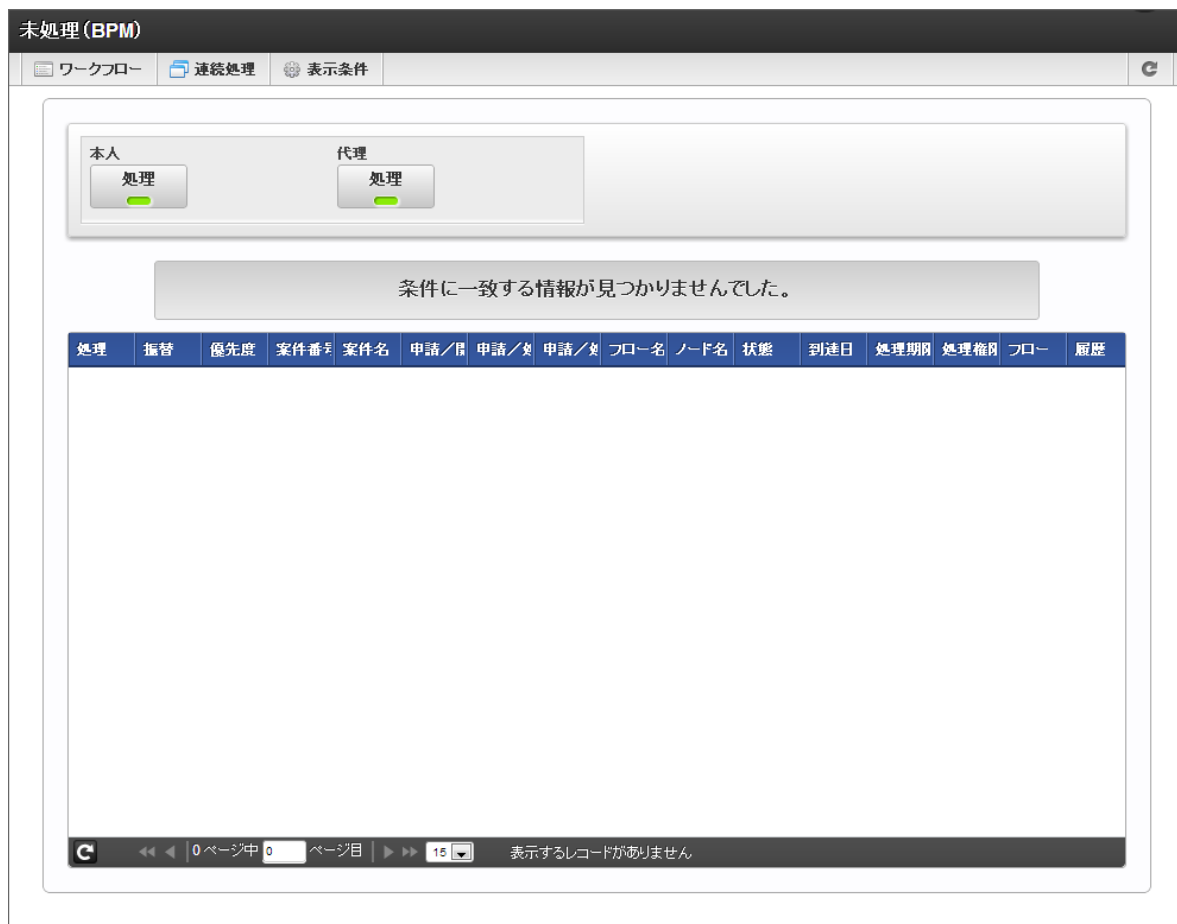 未処理(BPM)
ワークフロー 連続処理 表示条件
本人 代理
処理 処理
条件に一致する情報が見つかりませんでした。
処理 振替 優先度 案件番号 案件名 申請／開 申請／処 申請／処 フロー名 ノード名 状態 到達日 処理期限 処理権限 フロー 履歴
0 ページ中 0 ページ目 15 表示するレコードがありません